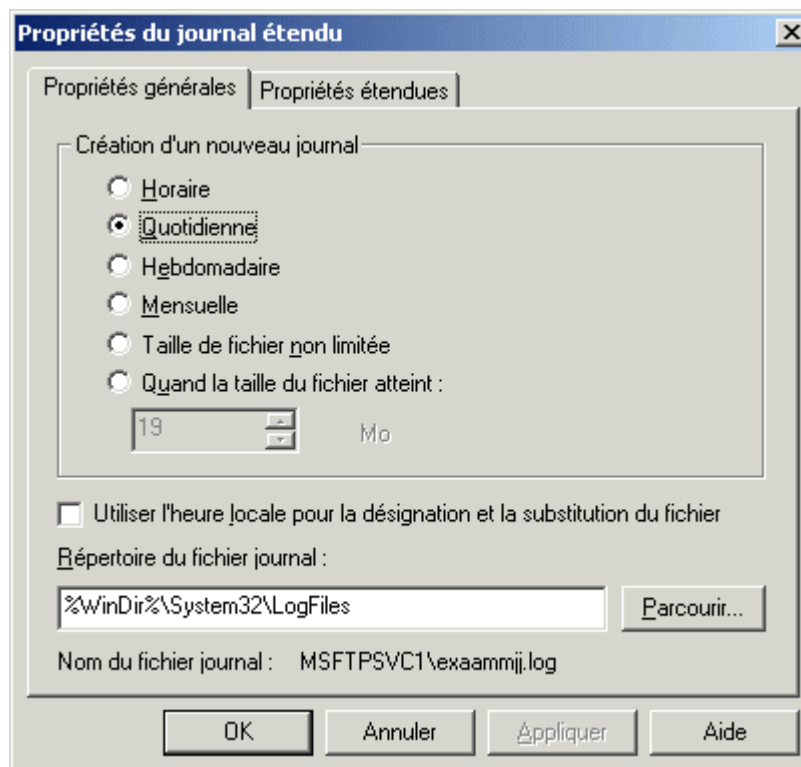 Propriétés du journal étendu
Propriétés générales
Propriétés étendues
Création d'un nouveau journal
Horaire
Quotidienne
Hebdomadaire
Mensuelle
Taille de fichier non limitée
Quand la taille du fichier atteint :
19 Mo
Utiliser l'heure locale pour la désignation et la substitution du fichier
Répertoire du fichier journal :
%WinDir%\System32\LogFiles Parcourir...
Nom du fichier journal : MSFTPSVC1\exaammjj.log
OK Annuler Appliquer Aide